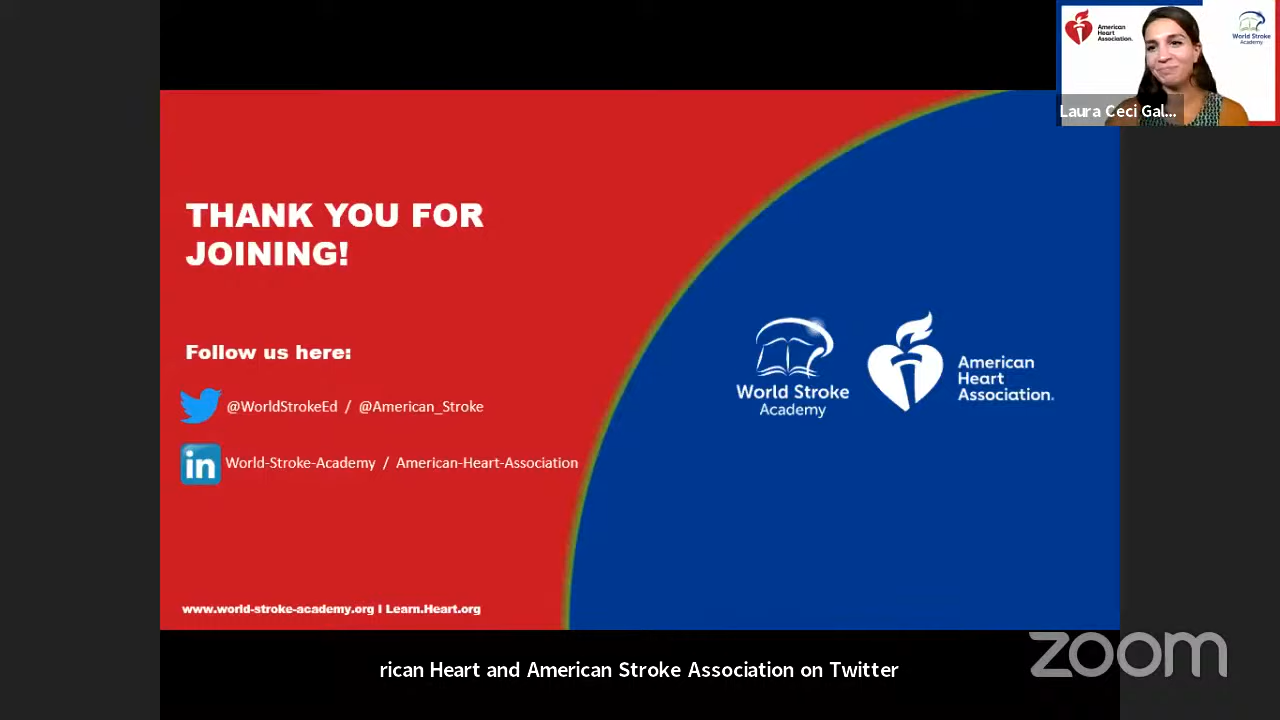 American
Heart
Association.
World Stroke
Academy
Laura Ceci Gal...
THANK YOU FOR
JOINING!
Follow us here:
@WorldStrokeEd / @American_Stroke
in World-Stroke-Academy / American-Heart-Association
World Stroke
Academy
American
Heart
Association.
www.world-stroke-academy.org I Learn.Heart.org
rican Heart and American Stroke Association on Twitter
zoom